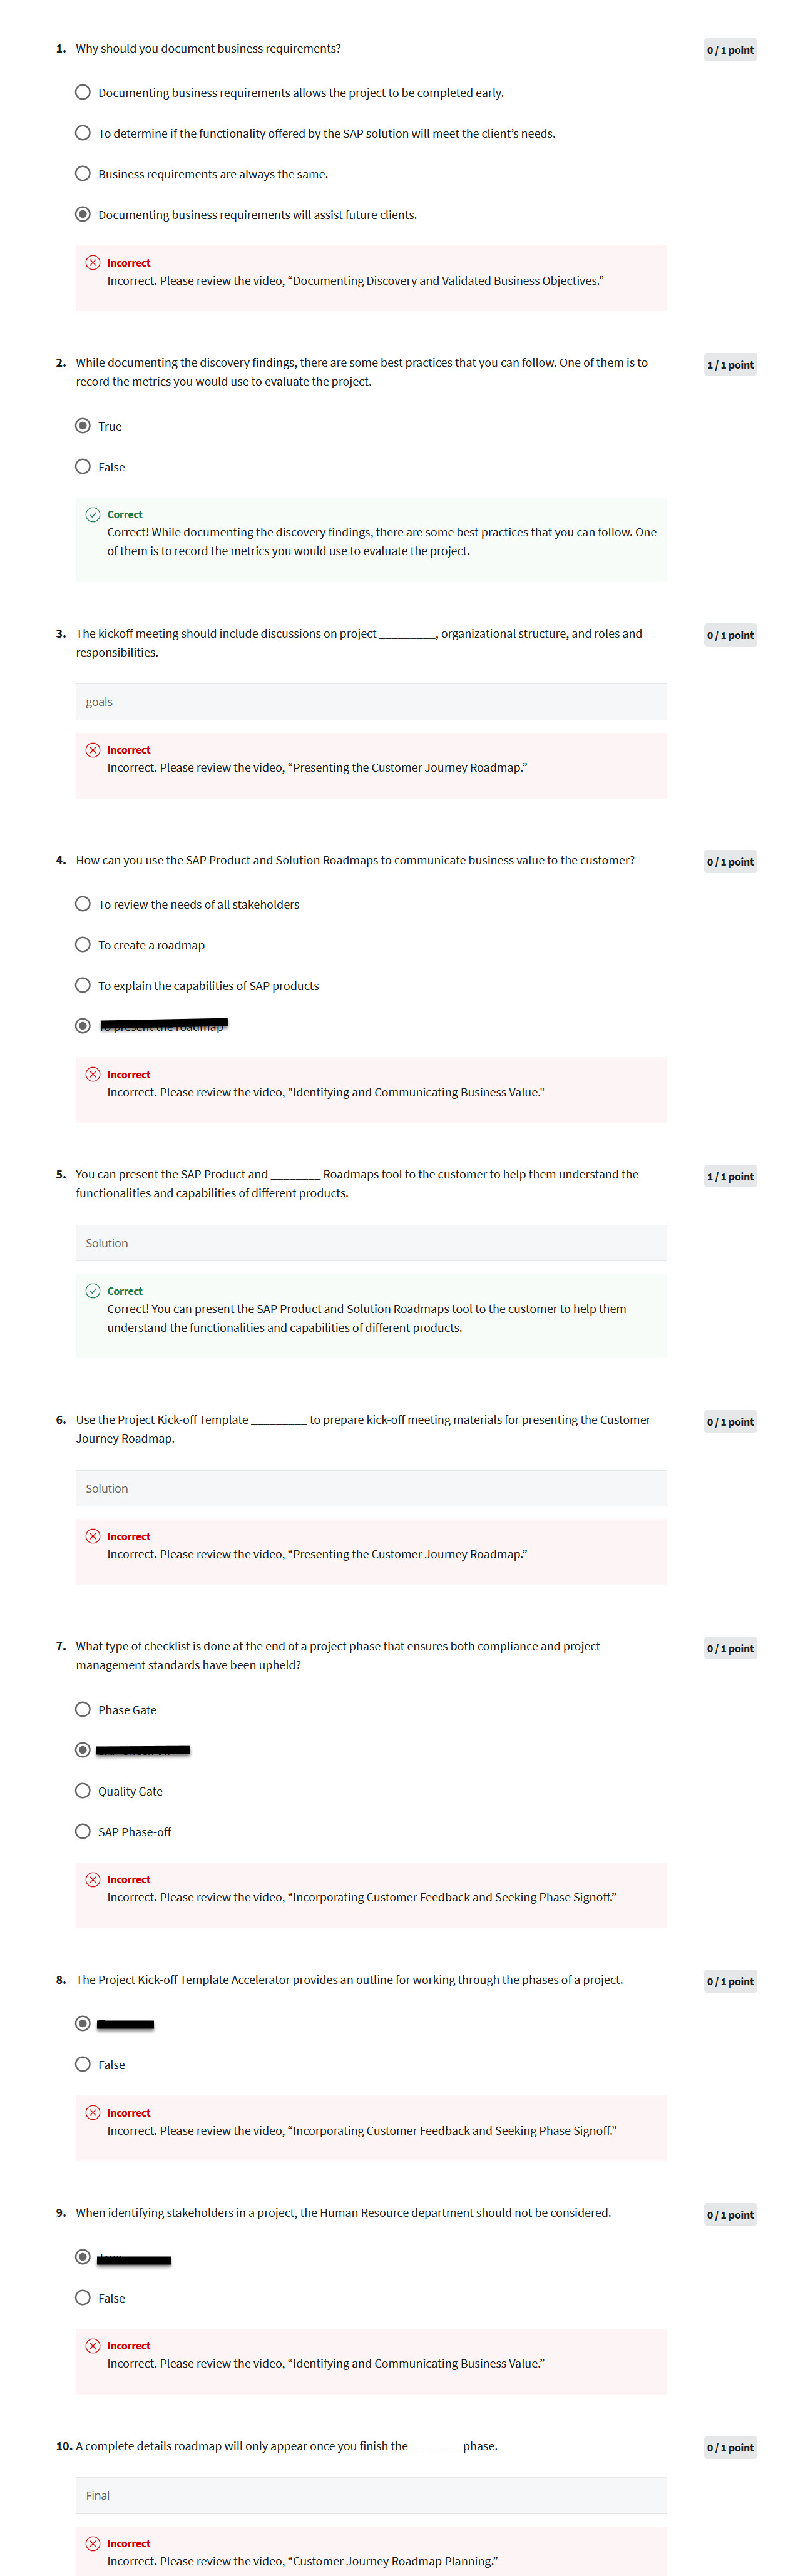 1. Why should you document business requirements?
0 / 1 point
Documenting business requirements allows the project to be completed early.
To determine if the functionality offered by the SAP solution will meet the client’s needs.
Business requirements are always the same.
Documenting business requirements will assist future clients.
Incorrect
Incorrect. Please review the video, “Documenting Discovery and Validated Business Objectives.”
2. While documenting the discovery findings, there are some best practices that you can follow. One of them is to
record the metrics you would use to evaluate the project.
1 / 1 point
True
False
Correct
Correct! While documenting the discovery findings, there are some best practices that you can follow. One
of them is to record the metrics you would use to evaluate the project.
3. The kickoff meeting should include discussions on project _________, organizational structure, and roles and
responsibilities.
0 / 1 point
goals
Incorrect
Incorrect. Please review the video, “Presenting the Customer Journey Roadmap.”
4. How can you use the SAP Product and Solution Roadmaps to communicate business value to the customer?
0 / 1 point
To review the needs of all stakeholders
To create a roadmap
To explain the capabilities of SAP products
To present the roadmap
Incorrect
Incorrect. Please review the video, "Identifying and Communicating Business Value."
5. You can present the SAP Product and ________ Roadmaps tool to the customer to help them understand the
functionalities and capabilities of different products.
1 / 1 point
Solution
Correct
Correct! You can present the SAP Product and Solution Roadmaps tool to the customer to help them
understand the functionalities and capabilities of different products.
6. Use the Project Kick-off Template _________ to prepare kick-off meeting materials for presenting the Customer
Journey Roadmap.
0 / 1 point
Solution
Incorrect
Incorrect. Please review the video, “Presenting the Customer Journey Roadmap.”
7. What type of checklist is done at the end of a project phase that ensures both compliance and project
management standards have been upheld?
0 / 1 point
Phase Gate
Quality Gate
SAP Phase-off
Incorrect
Incorrect. Please review the video, “Incorporating Customer Feedback and Seeking Phase Signoff.”
8. The Project Kick-off Template Accelerator provides an outline for working through the phases of a project.
0 / 1 point
False
Incorrect
Incorrect. Please review the video, “Incorporating Customer Feedback and Seeking Phase Signoff.”
9. When identifying stakeholders in a project, the Human Resource department should not be considered.
0 / 1 point
False
Incorrect
Incorrect. Please review the video, “Identifying and Communicating Business Value.”
10. A complete details roadmap will only appear once you finish the ________ phase.
0 / 1 point
Final
Incorrect
Incorrect. Please review the video, “Customer Journey Roadmap Planning.”